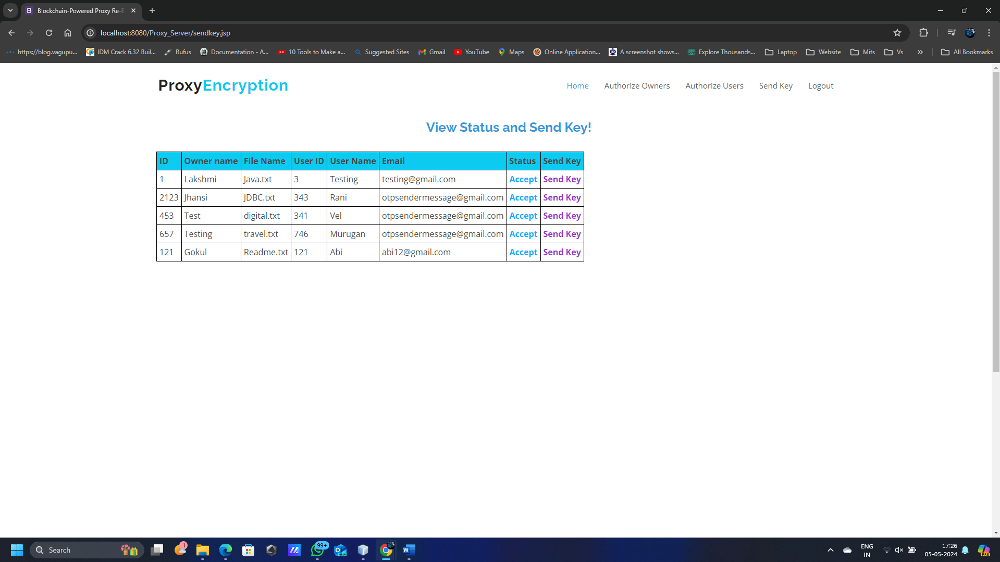 Blockchain-Powered Proxy Re-E
localhost:8080/Proxy_Server/sendkey.jsp
https://blog.vagupu... IDM Crack 6.32 Buil... Rufus Documentation - A... 10 Tools to Make a... Suggested Sites Gmail YouTube Maps Online Application... A screenshot shows... Explore Thousands... Laptop Website Mits Vs All Bookmarks
ProxyEncryption Home Authorize Owners Authorize Users Send Key Logout
View Status and Send Key!
ID Owner name File Name User ID User Name Email Status Send Key
1 Lakshmi Java.txt 3 Testing testing@gmail.com Accept Send Key
2123 Jhansi JDBC.txt 343 Rani otpsendermessage@gmail.com Accept Send Key
453 Test digital.txt 341 Vel otpsendermessage@gmail.com Accept Send Key
657 Testing travel.txt 746 Murugan otpsendermessage@gmail.com Accept Send Key
121 Gokul Readme.txt 121 Abi abi12@gmail.com Accept Send Key
Search 1 99+ NEW ENG 17:26
IN 05-05-2024 PRE